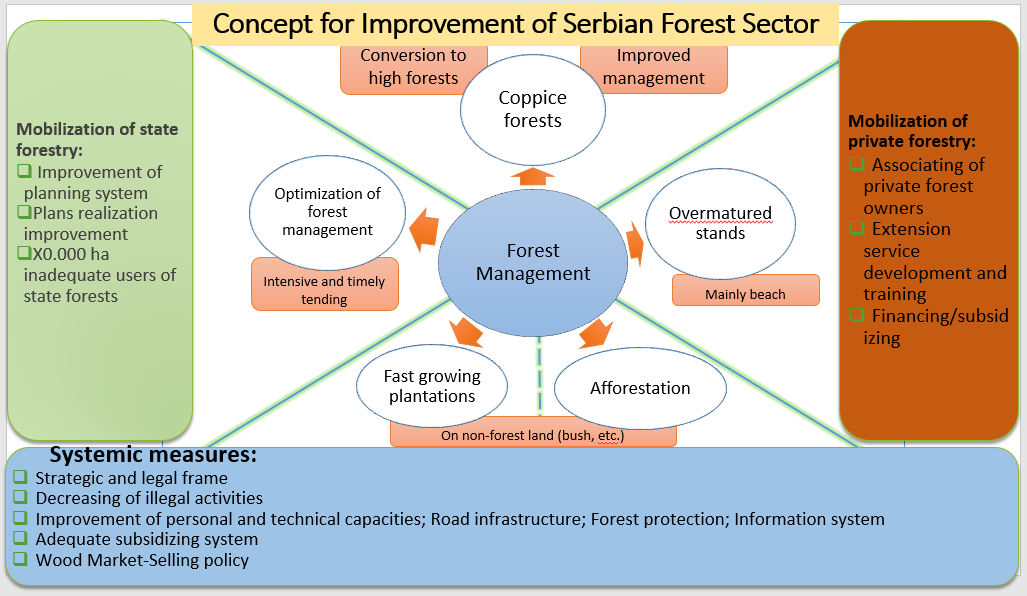 Concept for Improvement of Serbian Forest Sector
Mobilization of state
forestry:
Improvement of
planning system
Plans realization
improvement
X0.000 ha
inadequate users of
state forests
Conversion to
high forests
Improved
management
Coppice
forests
Optimization of
forest
management
Intensive and timely
tending
Forest
Management
Overmatured
stands
Mainly beach
Fast growing
plantations
Afforestation
On non-forest land (bush, etc.)
Mobilization of
private forestry:
Associating of
private forest
owners
Extension
service
development and
training
Financing/subsid
izing
Systemic measures:
Strategic and legal frame
Decreasing of illegal activities
Improvement of personal and technical capacities; Road infrastructure; Forest protection; Information system
Adequate subsidizing system
Wood Market-Selling policy